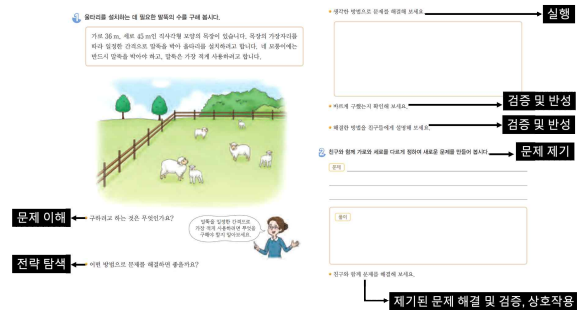 울타리를 설치하는 데 필요한 말뚝의 수를 구해 봅시다.
가로 36 m, 세로 45 m인 직사각형 모양의 목장이 있습니다. 목장의 가장자리를
따라 일정한 간격으로 말뚝을 박아 울타리를 설치하려고 합니다. 네 모퉁이에는
반드시 말뚝을 박아야 하고, 말뚝은 가장 적게 사용하려고 합니다.
문제 이해
구하려고 하는 것은 무엇인가요?
말뚝을 일정한 간격으로
가장 적게 사용하려면 무엇을
구해야 할지 알아보세요.
전략 탐색
어떤 방법으로 문제를 해결하면 좋을까요?
생각한 방법으로 문제를 해결해 보세요.
실행
바르게 구했는지 확인해 보세요.
검증 및 반성
해결한 방법을 친구들에게 설명해 보세요.
검증 및 반성
친구와 함께 가로와 세로를 다르게 정하여 새로운 문제를 만들어 봅시다.
문제 제기
문제
풀이
친구와 함께 문제를 해결해 보세요.
제기된 문제 해결 및 검증, 상호작용